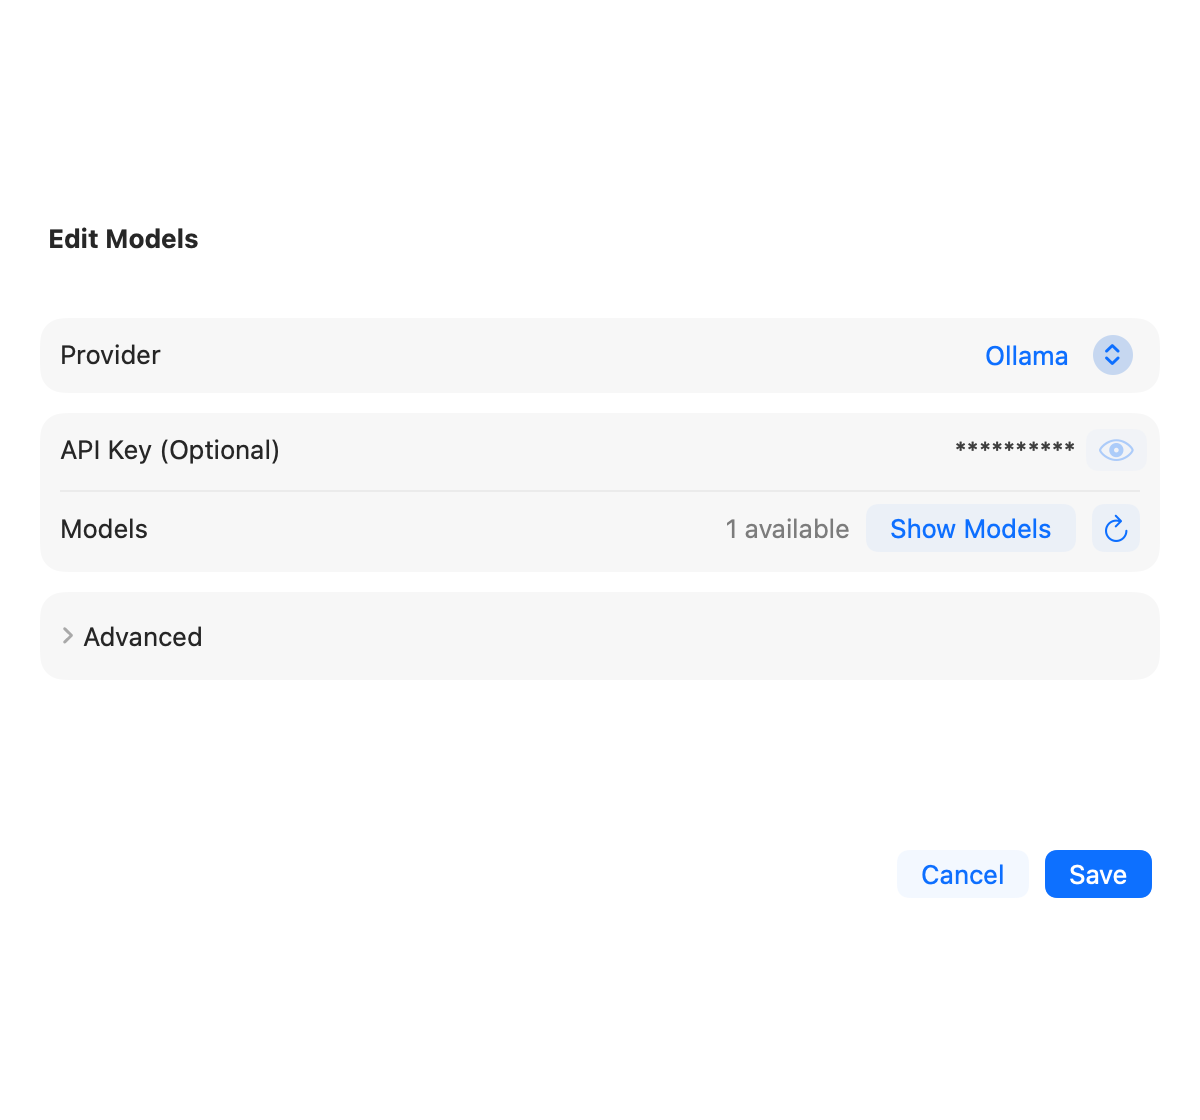 Edit Models
Provider Ollama
API Key (Optional) **********
Models 1 available Show Models
Advanced
Cancel Save